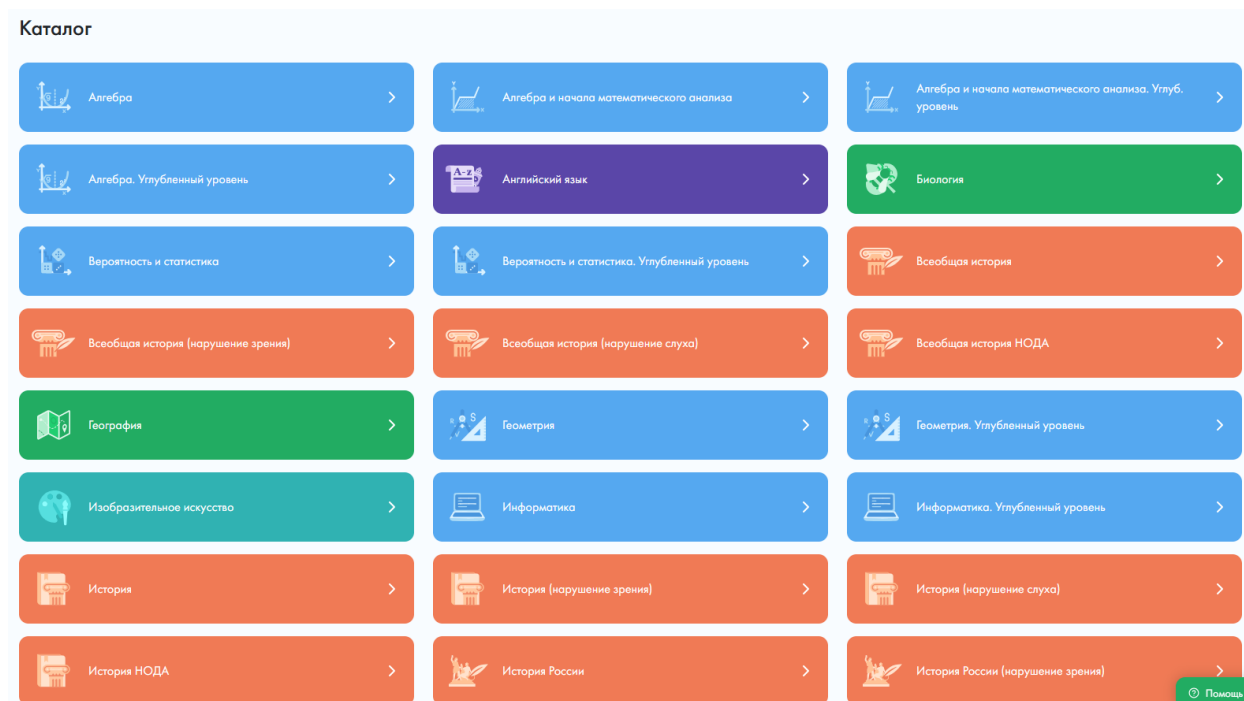 Каталог
Алгебра
Алгебра и начала математического анализа
Алгебра и начала математического анализа. Углуб.
уровень
Алгебра. Углубленный уровень
A-Z
Английский язык
Биология
Вероятность и статистика
Вероятность и статистика. Углубленный уровень
Всеобщая история
Всеобщая история (нарушение зрения)
Всеобщая история (нарушение слуха)
Всеобщая история НОДА
География
S
Геометрия
S
Геометрия. Углубленный уровень
Изобразительное искусство
Информатика
Информатика. Углубленный уровень
История
История (нарушение зрения)
История (нарушение слуха)
История НОДА
История России
История России (нарушение зрения)
Помощь